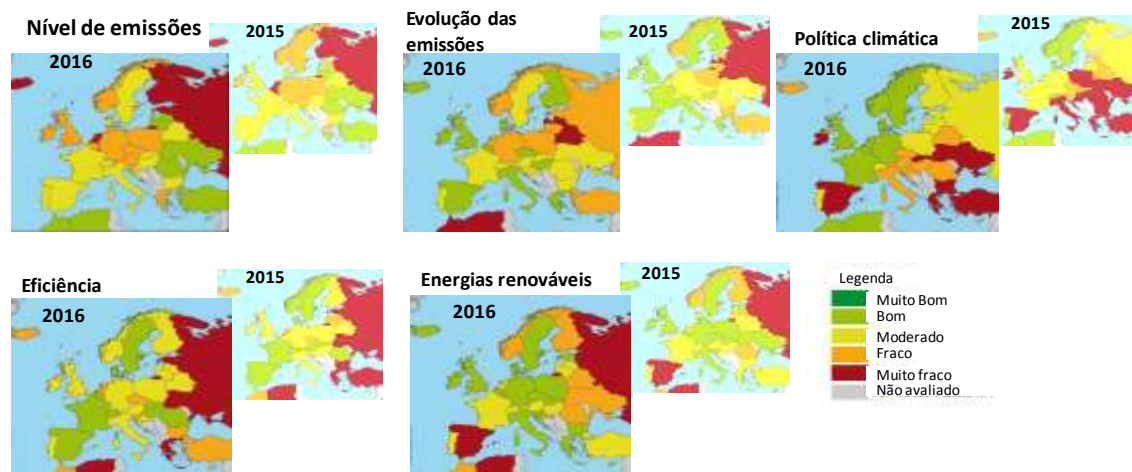 Nível de emissões
2016
2015
Evolução das
emissões
2016
2015
Política climática
2016
2015
Eficiência
2016
2015
Energias renováveis
2016
2015
Legenda
Muito Bom
Bom
Moderado
Fraco
Muito fraco
Não avaliado